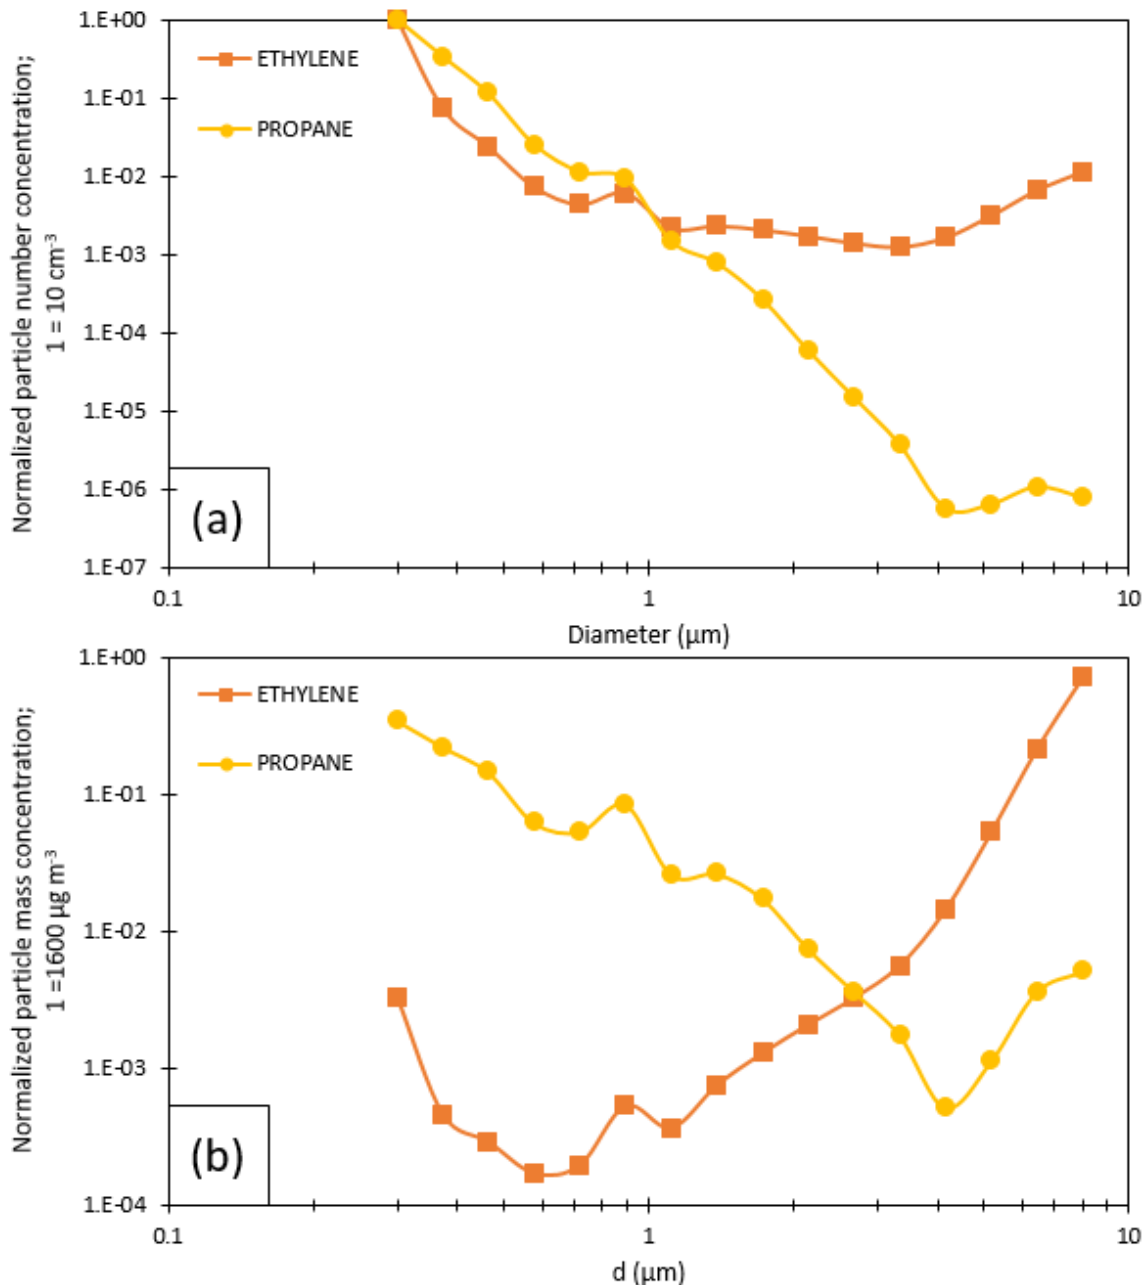 Normalized particle number concentration;
1 = 10 cm⁻³
1.E+00
1.E-01
1.E-02
1.E-03
1.E-04
1.E-05
1.E-06
1.E-07
ETHYLENE
PROPANE
(a)
0.1
1
10
Diameter (µm)
Normalized particle mass concentration;
1 =1600 µg m⁻³
1.E+00
1.E-01
1.E-02
1.E-03
1.E-04
ETHYLENE
PROPANE
(b)
0.1
1
10
d (µm)